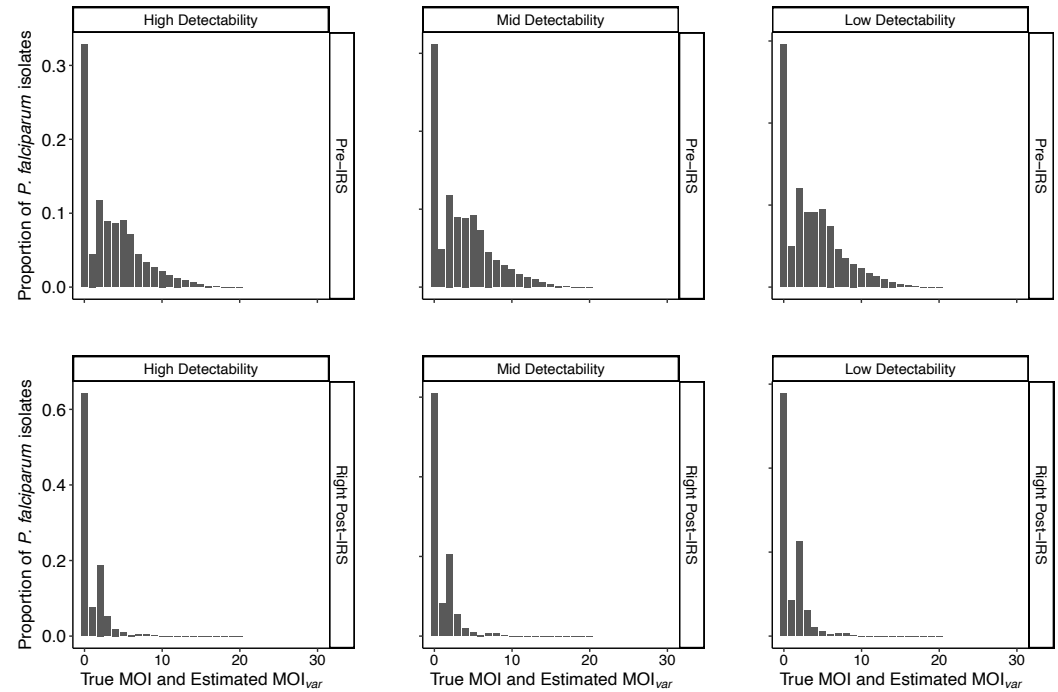 High Detectability
Mid Detectability
Low Detectability
Proportion of P. falciparum isolates
0.3
0.2
0.1
0.0
Pre−IRS
Pre−IRS
Pre−IRS
High Detectability
Mid Detectability
Low Detectability
Proportion of P. falciparum isolates
0.6
0.4
0.2
0.0
Right Post−IRS
Right Post−IRS
Right Post−IRS
0 10 20 30
0 10 20 30
0 10 20 30
True MOI and Estimated MOIvar
True MOI and Estimated MOIvar
True MOI and Estimated MOIvar